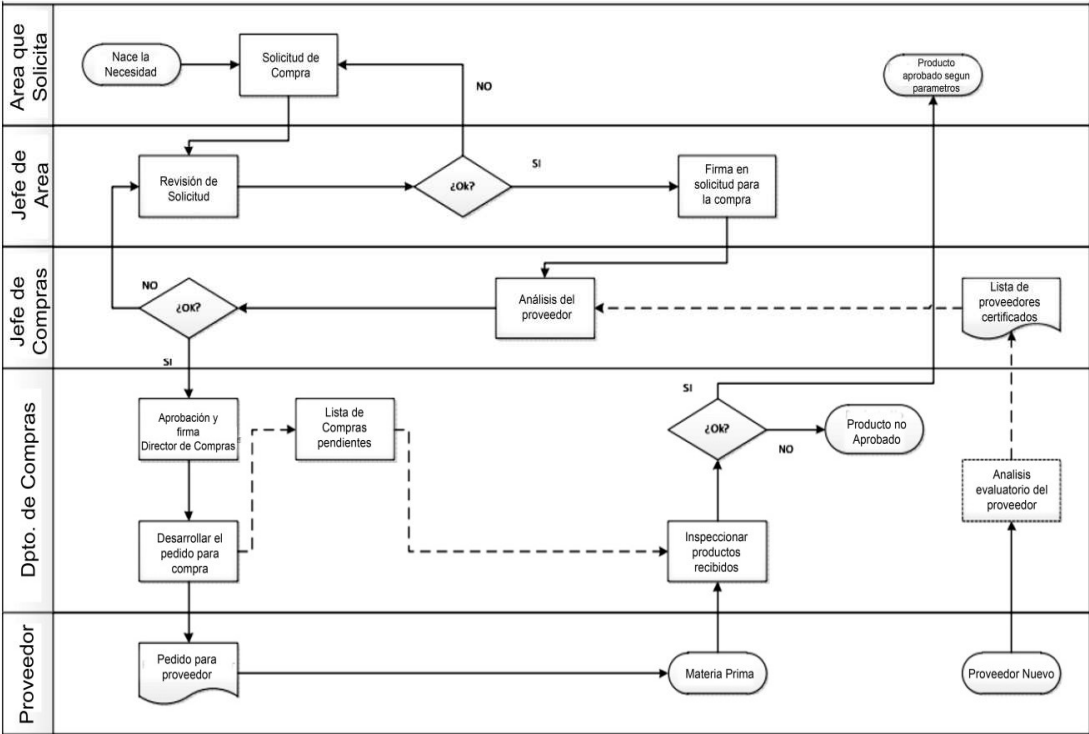 Area que
Solicita
Nace la
Necesidad
Solicitud de
Compra
NO
Producto
aprobado segun
parametros
Jefe de
Area
Revisión de
Solicitud
¿Ok?
SI
Firma en
solicitud para
la compra
Jefe de
Compras
NO
¿Ok?
SI
Análisis del
proveedor
Lista de
proveedores
certificados
Dpto. de Compras
Aprobación y
firma
Director de Compras
Lista de
Compras
pendientes
SI
¿Ok?
NO
Producto no
Aprobado
Analisis
evaluatorio del
proveedor
Desarrollar el
pedido para
compra
Inspeccionar
productos
recibidos
Proveedor
Pedido para
proveedor
Materia Prima
Proveedor Nuevo